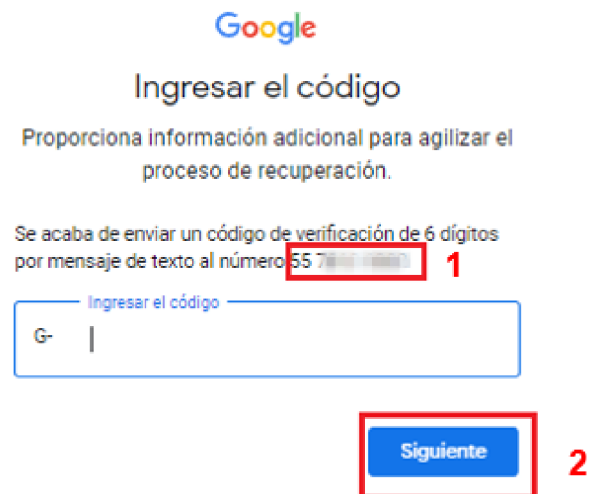 Google
Ingresar el código
Proporciona información adicional para agilizar el
proceso de recuperación.
Se acaba de enviar un código de verificación de 6 dígitos
por mensaje de texto al número 55 7
1
Ingresar el código
G-
Siguiente
2